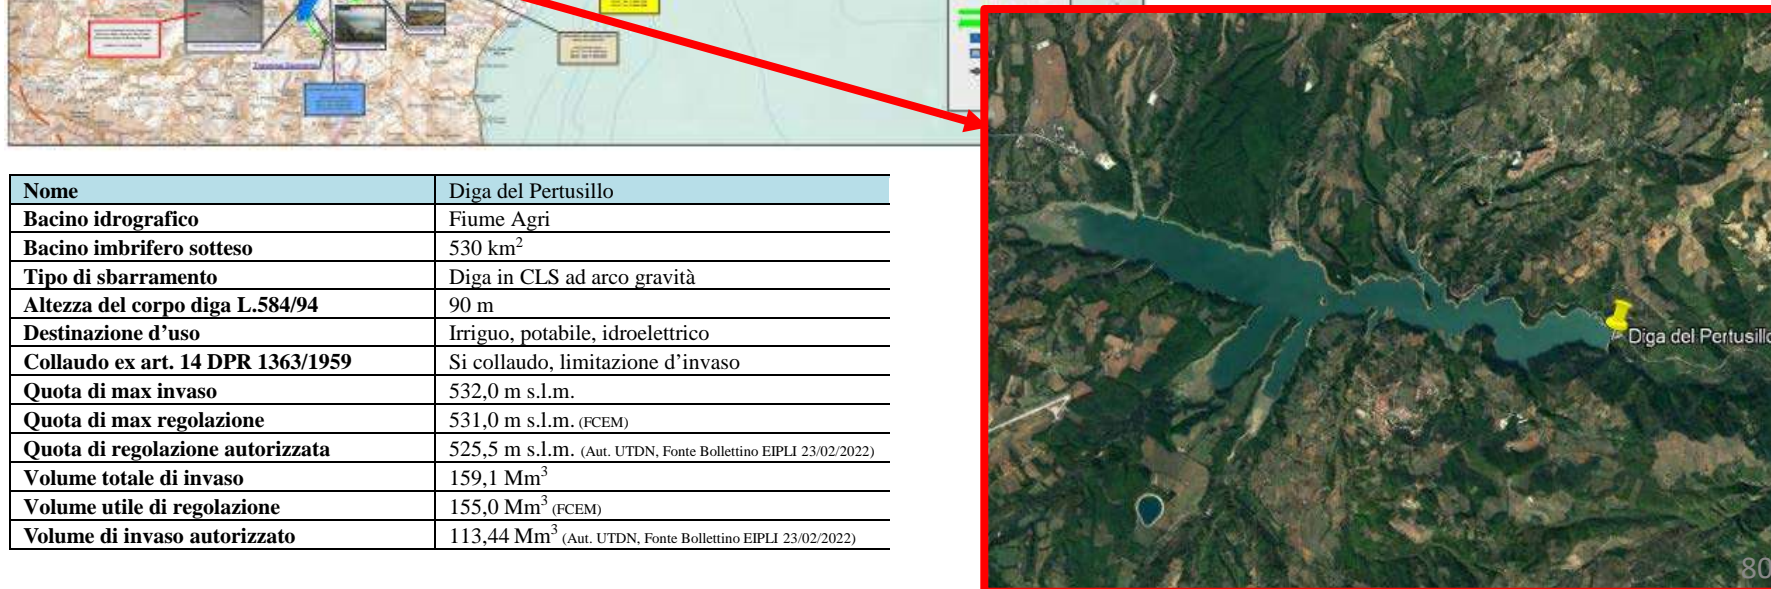 Nome Diga del Pertusillo
Bacino idrografico Fiume Agri
Bacino imbrifero sotteso 530 km²
Tipo di sbarramento Diga in CLS ad arco gravità
Altezza del corpo diga L.584/94 90 m
Destinazione d’uso Irriguo, potabile, idroelettrico
Collaudo ex art. 14 DPR 1363/1959 Si collaudo, limitazione d’invaso
Quota di max invaso 532,0 m s.l.m.
Quota di max regolazione 531,0 m s.l.m. (FCEM)
Quota di regolazione autorizzata 525,5 m s.l.m. (Aut. UTDN, Fonte Bollettino EIPLI 23/02/2022)
Volume totale di invaso 159,1 Mm³
Volume utile di regolazione 155,0 Mm³ (FCEM)
Volume di invaso autorizzato 113,44 Mm³ (Aut. UTDN, Fonte Bollettino EIPLI 23/02/2022)
Diga del Pertusillo
80